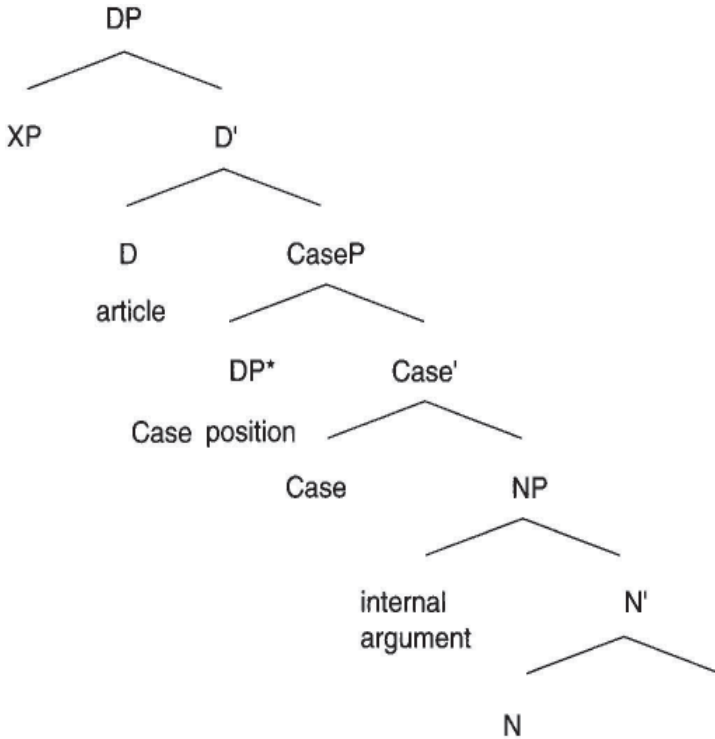 DP
XP D'
D CaseP
article
DP* Case'
Case position
Case NP
internal N'
argument
N